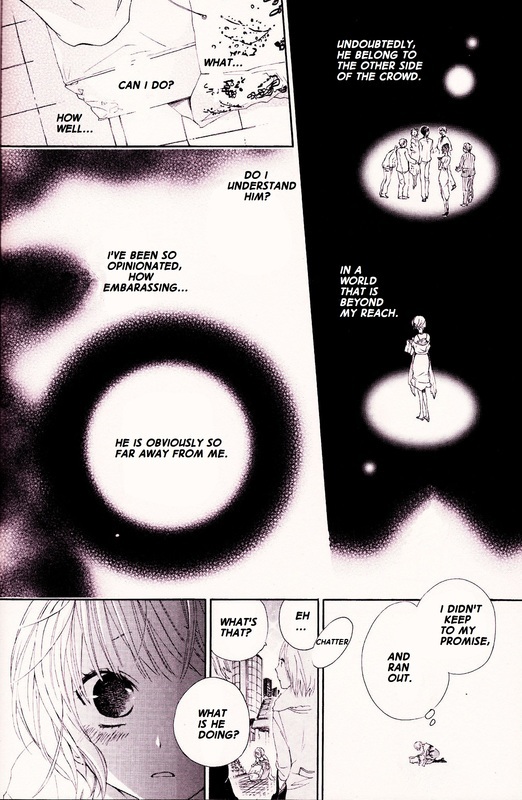 UNDOUBTEDLY,
HE BELONG TO
THE OTHER SIDE
OF THE CROWD.
IN A
WORLD
THAT IS
BEYOND
MY REACH.
WHAT...
CAN I DO?
HOW
WELL...
DO I
UNDERSTAND
HIM?
I'VE BEEN SO
OPINIONATED,
HOW
EMBARASSING...
HE IS OBVIOUSLY SO
FAR AWAY FROM ME.
I DIDN'T
KEEP
TO MY
PROMISE,
AND
RAN
OUT.
CHATTER
EH
...
WHAT'S
THAT?
WHAT
IS HE
DOING?